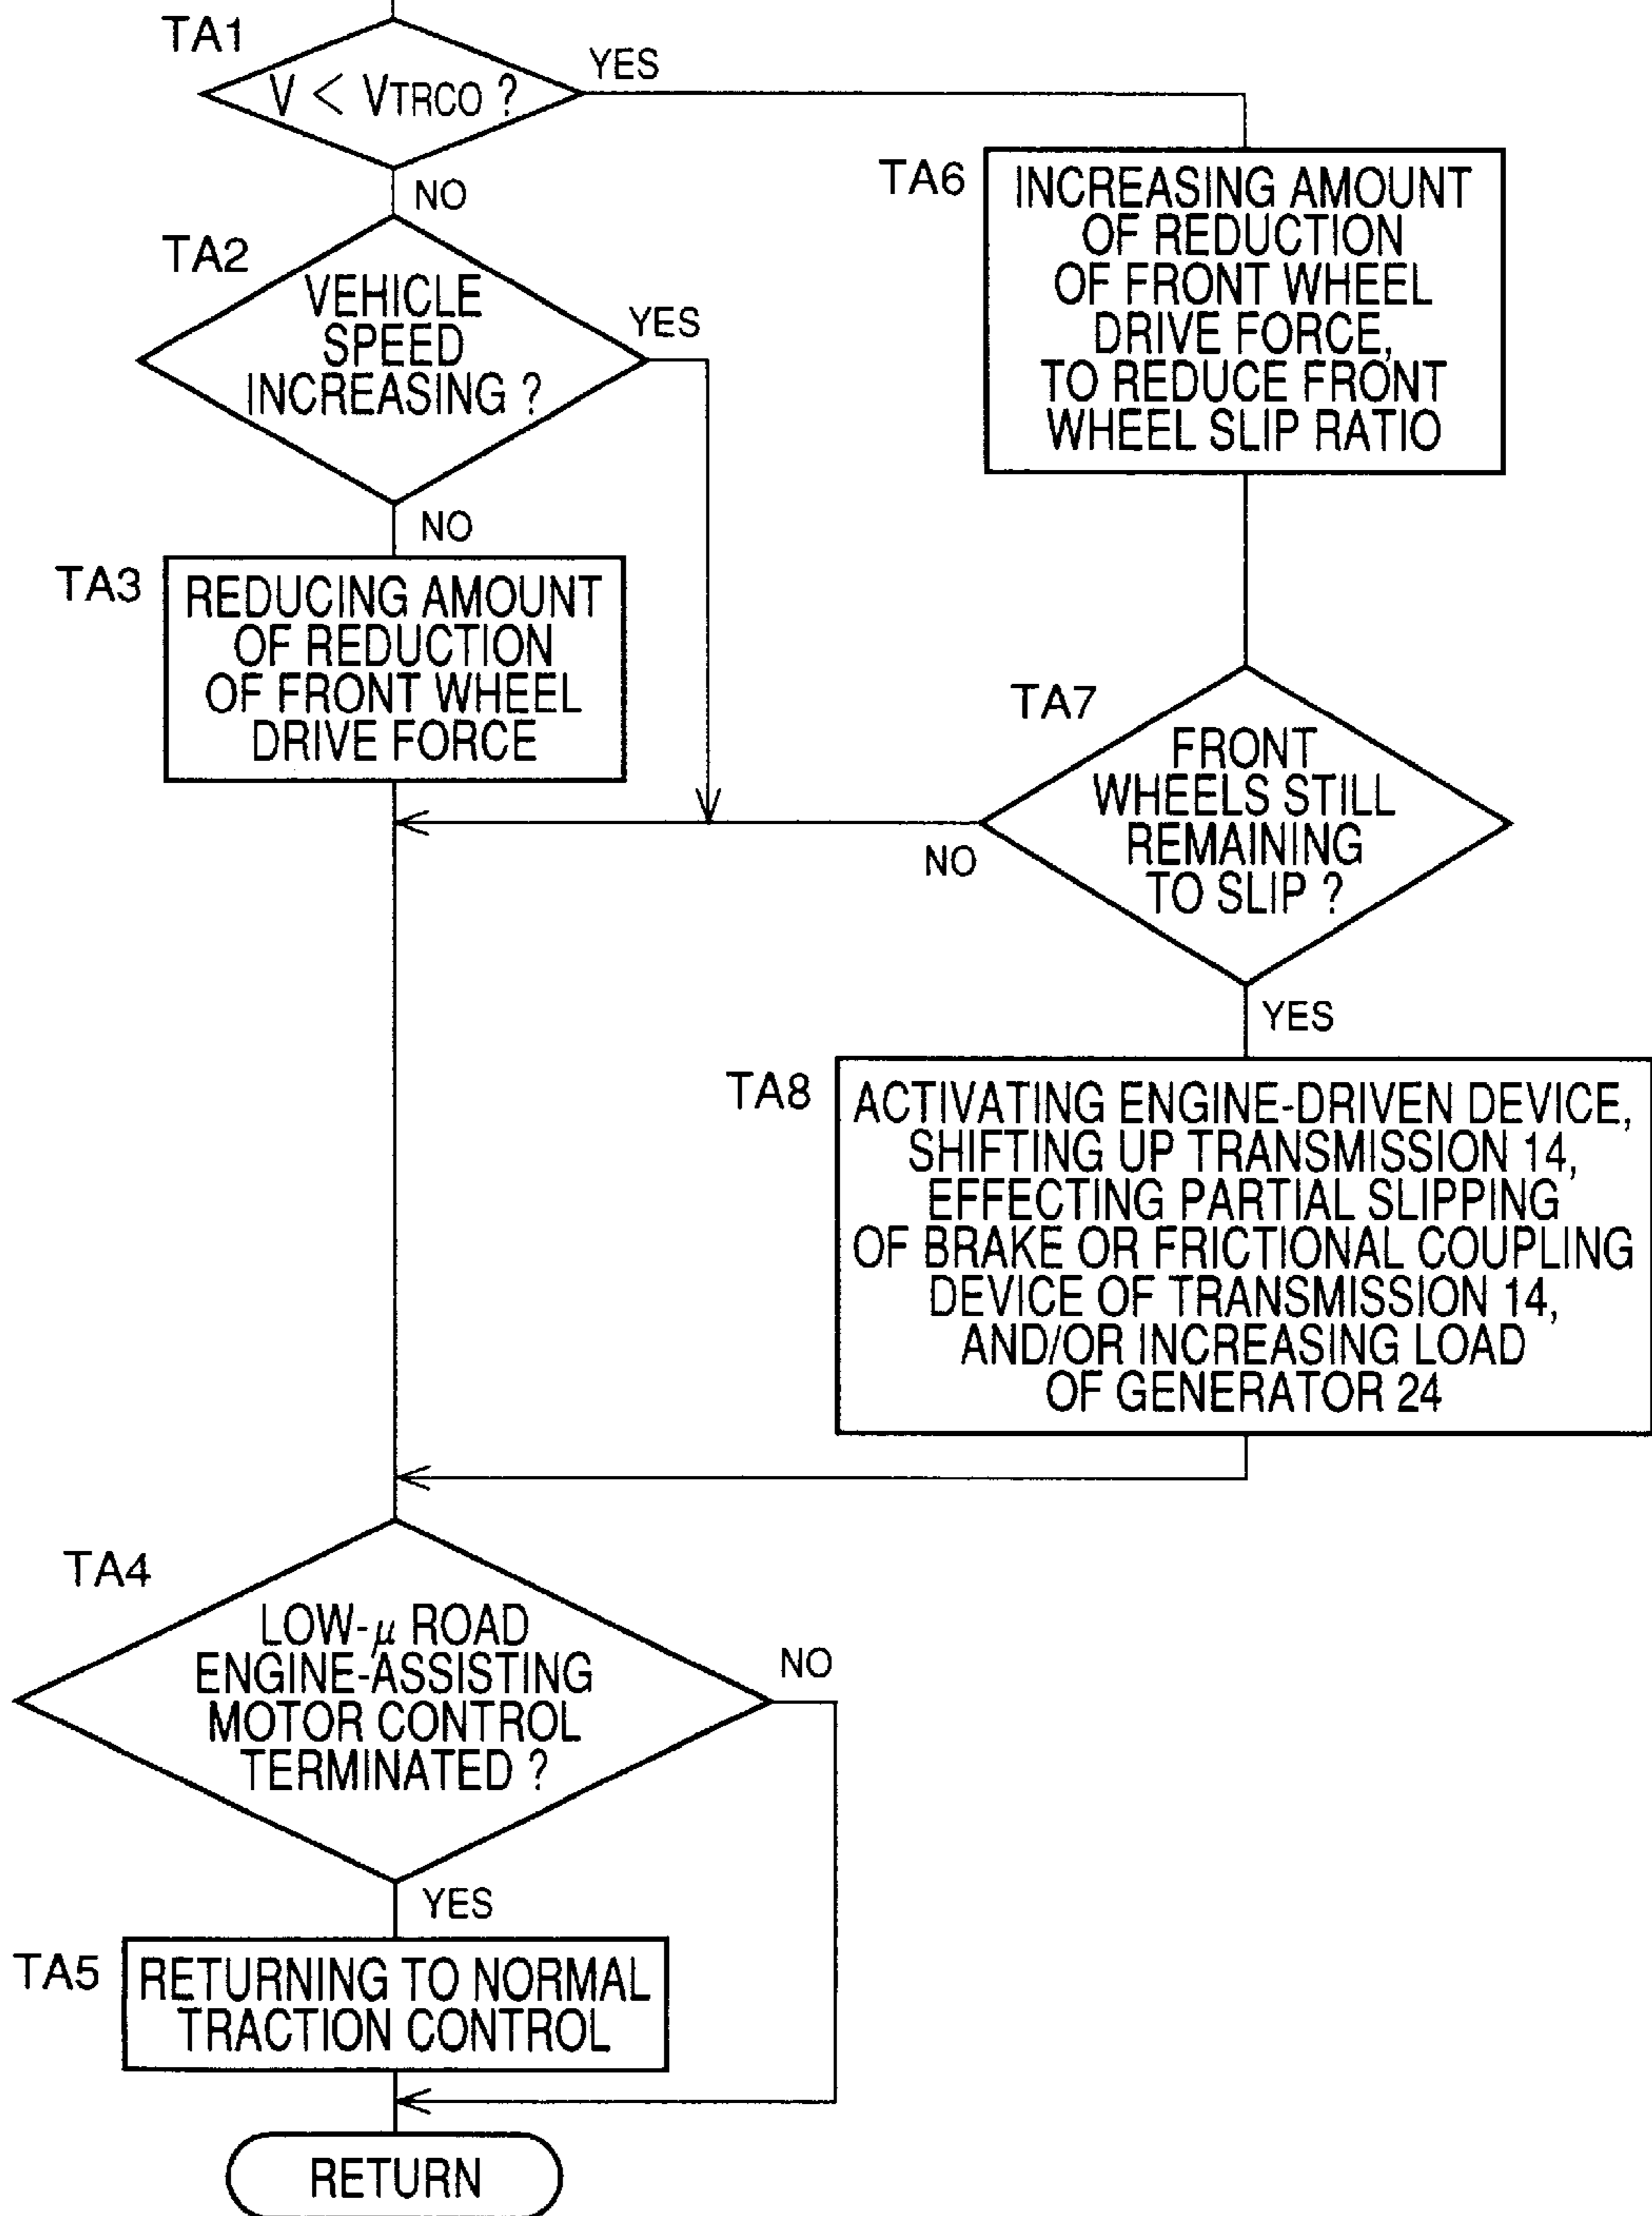 TA1
V < VTRCO ?
YES
NO
TA2
VEHICLE
SPEED
INCREASING ?
YES
NO
TA3
REDUCING AMOUNT
OF REDUCTION
OF FRONT WHEEL
DRIVE FORCE
TA6
INCREASING AMOUNT
OF REDUCTION
OF FRONT WHEEL
DRIVE FORCE,
TO REDUCE FRONT
WHEEL SLIP RATIO
TA7
FRONT
WHEELS STILL
REMAINING
TO SLIP ?
NO
YES
TA8
ACTIVATING ENGINE-DRIVEN DEVICE,
SHIFTING UP TRANSMISSION 14,
EFFECTING PARTIAL SLIPPING
OF BRAKE OR FRICTIONAL COUPLING
DEVICE OF TRANSMISSION 14,
AND/OR INCREASING LOAD
OF GENERATOR 24
TA4
LOW-μ ROAD
ENGINE-ASSISTING
MOTOR CONTROL
TERMINATED ?
NO
YES
TA5
RETURNING TO NORMAL
TRACTION CONTROL
RETURN